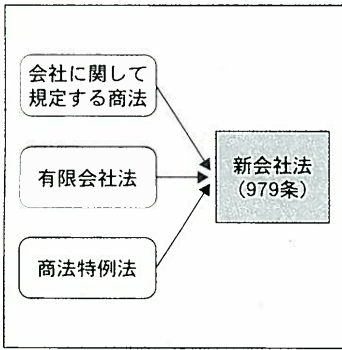 会社に関して
規定する商法
有限会社法
商法特例法
新会社法
（979条）